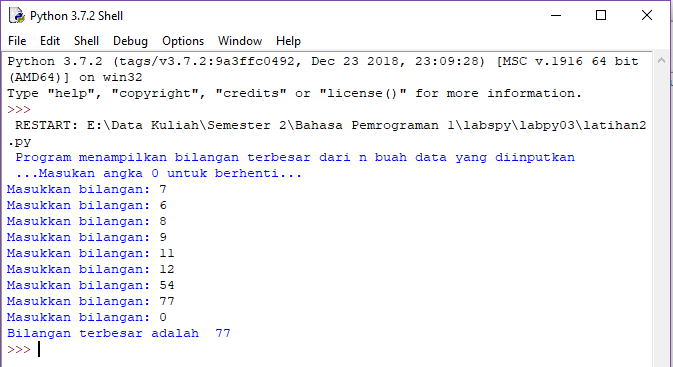 Python 3.7.2 Shell
File Edit Shell Debug Options Window Help
Python 3.7.2 (tags/v3.7.2:9a3ffc0492, Dec 23 2018, 23:09:28) [MSC v.1916 64 bit
(AMD64)] on win32
Type "help", "copyright", "credits" or "license()" for more information.
>>>
 RESTART: E:\Data Kuliah\Semester 2\Bahasa Pemrograman 1\labspy\labpy03\latihan2
.py
 Program menampilkan bilangan terbesar dari n buah data yang diinputkan
 ...Masukan angka 0 untuk berhenti...
Masukkan bilangan: 7
Masukkan bilangan: 6
Masukkan bilangan: 8
Masukkan bilangan: 9
Masukkan bilangan: 11
Masukkan bilangan: 12
Masukkan bilangan: 54
Masukkan bilangan: 77
Masukkan bilangan: 0
Bilangan terbesar adalah  77
>>>